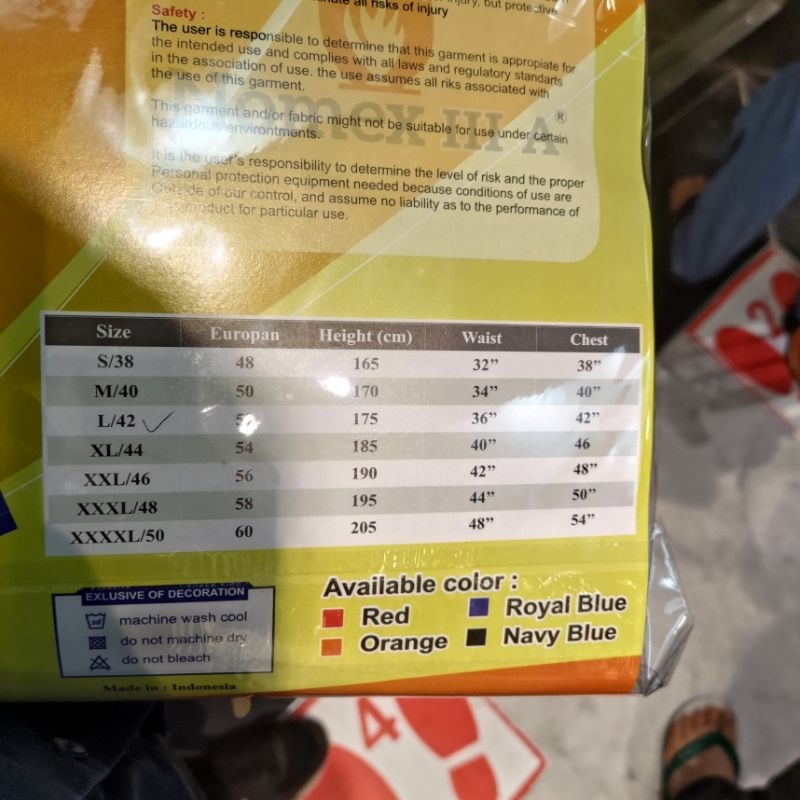 all risks of injury
injury, but protective
Safety :
The user is responsible to determine that this garment is appropiate for
the intended use and complies with all laws and regulatory standarts
in the association of use. the use assumes all riks associated with
the use of this garment.
Nomex III A ®
This garment and/or fabric might not be suitable for use under certain
hazardous environtments.
It is the user's responsibility to determine the level of risk and the proper
Personal protection equipment needed because conditions of use are
Outside of our control, and assume no liability as to the performance of
product for particular use.
Size Europan Height (cm) Waist Chest
S/38 48 165 32” 38”
M/40 50 170 34” 40”
L/42 175 36” 42”
XL/44 54 185 40” 46
XXL/46 56 190 42” 48”
XXXL/48 58 195 44” 50”
XXXXL/50 60 205 48” 54”
EXLUSIVE OF DECORATION
machine wash cool
do not machine dry
do not bleach
Made in : Indonesia
Available color :
Red Royal Blue
Orange Navy Blue
2
4